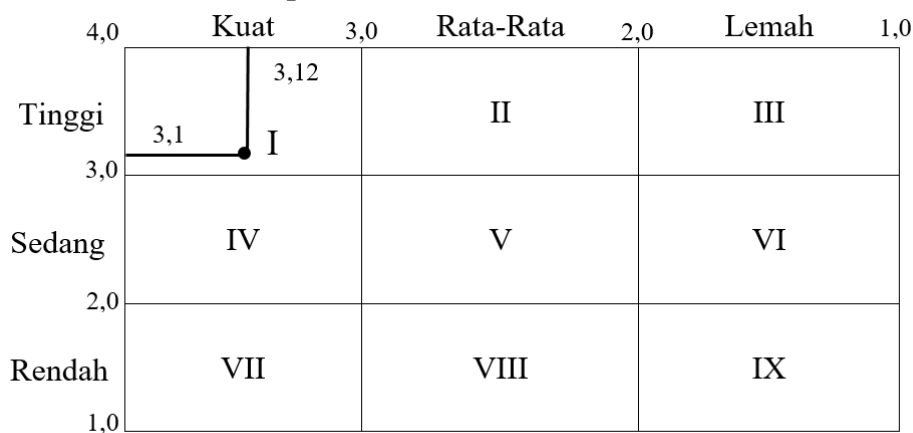 4,0 Kuat 3,0 Rata-Rata 2,0 Lemah 1,0
3,12
Tinggi II III
3,1 I
3,0
Sedang IV V VI
2,0
Rendah VII VIII IX
1,0